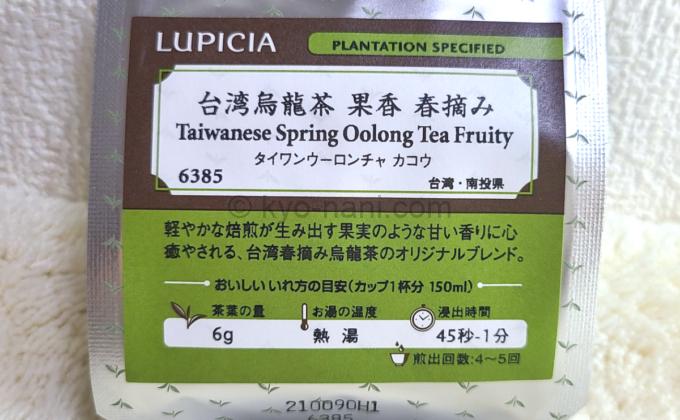 LUPICIA
PLANTATION SPECIFIED
台湾烏龍茶 果香 春摘み
Taiwanese Spring Oolong Tea Fruity
タイワンウーロンチャ カコウ
6385
台湾・南投県
© kyo-nani.com
軽やかな焙煎が生み出す果実のような甘い香りに心
癒やされる、台湾春摘み烏龍茶のオリジナルブレンド。
おいしいいれ方の目安(カップ1杯分 150ml)
茶葉の量
お湯の温度
浸出時間
6g
熱湯
45秒-1分
煎出回数:4〜5回
210090H1
6385